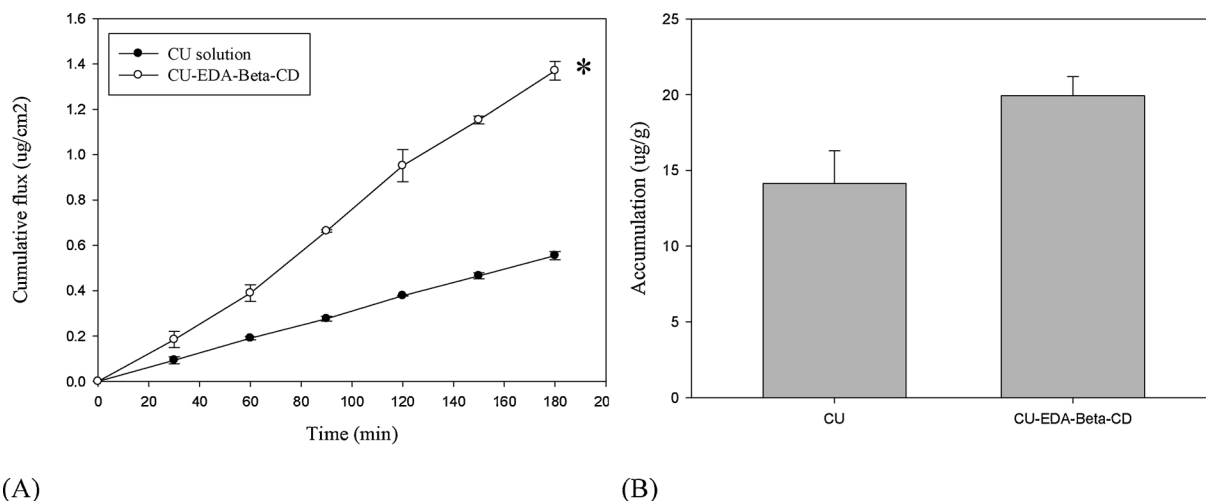 1.6
1.4
1.2
1.0
0.8
0.6
0.4
0.2
0.0
Cumulative flux (ug/cm2)
CU solution
CU-EDA-Beta-CD
*
0 20 40 60 80 100 120 140 160 180 20
Time (min)
(A)
25
20
15
10
5
0
Accumulation (ug/g)
CU CU-EDA-Beta-CD
(B)